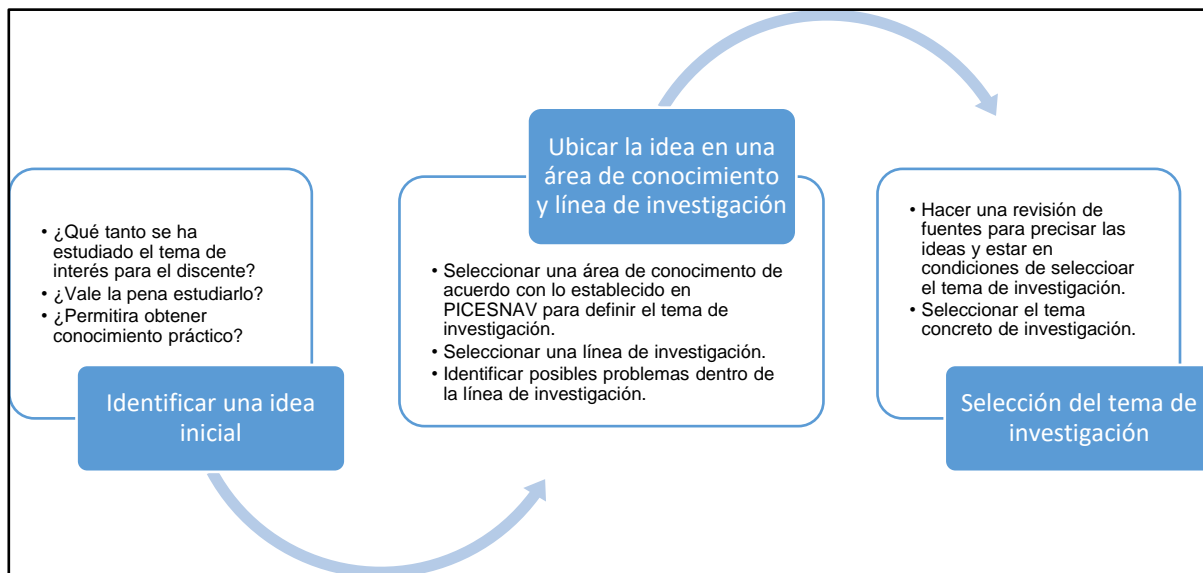 • ¿Qué tanto se ha
estudiado el tema de
interés para el discente?
• ¿Vale la pena estudiarlo?
• ¿Permitira obtener
conocimiento práctico?
Identificar una idea
inicial
Ubicar la idea en una
área de conocimiento
y línea de investigación
• Seleccionar una área de conocimento de
acuerdo con lo establecido en
PICESNAV para definir el tema de
investigación.
• Seleccionar una línea de investigación.
• Identificar posibles problemas dentro de
la línea de investigación.
• Hacer una revisión de
fuentes para precisar las
ideas y estar en
condiciones de seleccioar
el tema de investigación.
• Seleccionar el tema
concreto de investigación.
Selección del tema de
investigación